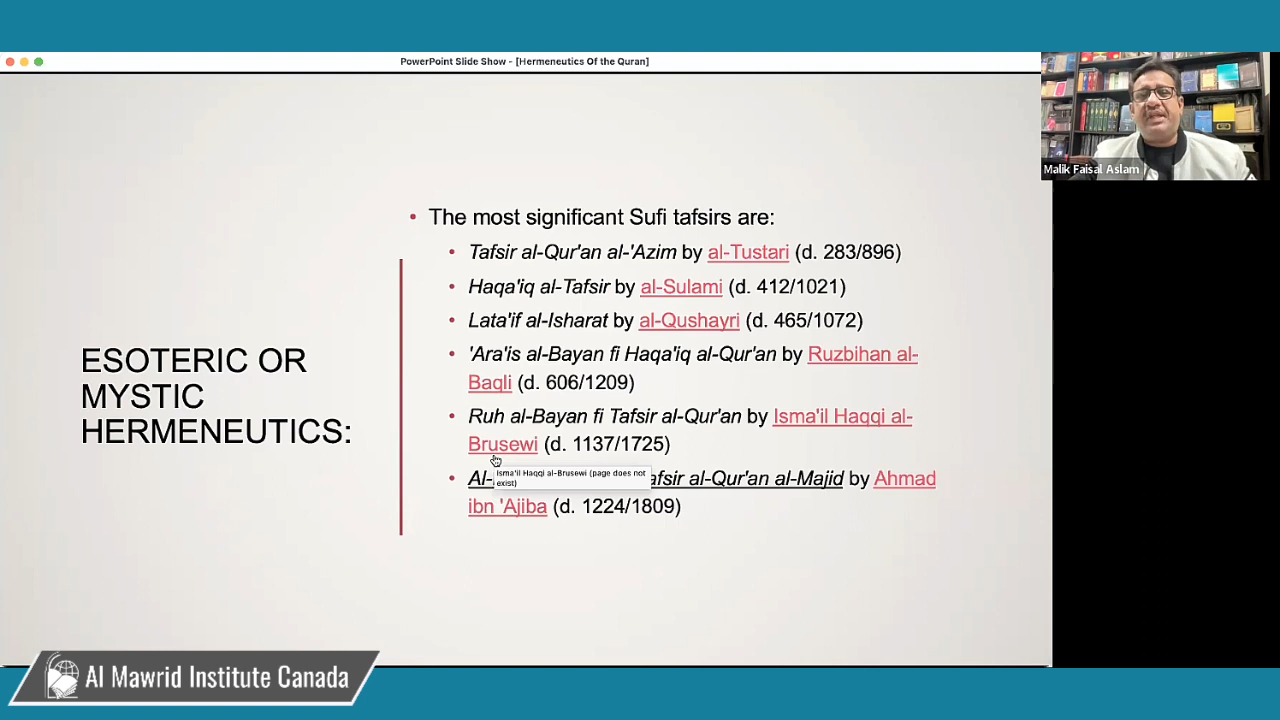 PowerPoint Slide Show - [Hermeneutics Of the Quran]
Malik Faisal Aslam
ESOTERIC OR
MYSTIC
HERMENEUTICS:
• The most significant Sufi tafsirs are:
• Tafsir al-Qur'an al-'Azim by al-Tustari (d. 283/896)
• Haqa'iq al-Tafsir by al-Sulami (d. 412/1021)
• Lata'if al-Isharat by al-Qushayri (d. 465/1072)
• 'Ara'is al-Bayan fi Haqa'iq al-Qur'an by Ruzbihan al-
Baqli (d. 606/1209)
• Ruh al-Bayan fi Tafsir al-Qur'an by Isma'il Haqqi al-
Brusewi (d. 1137/1725)
Isma'il Haqqi al-Brusewi (page does not
exist)
• Al- afsir al-Qur'an al-Majid by Ahmad
ibn 'Ajiba (d. 1224/1809)
Al Mawrid Institute Canada